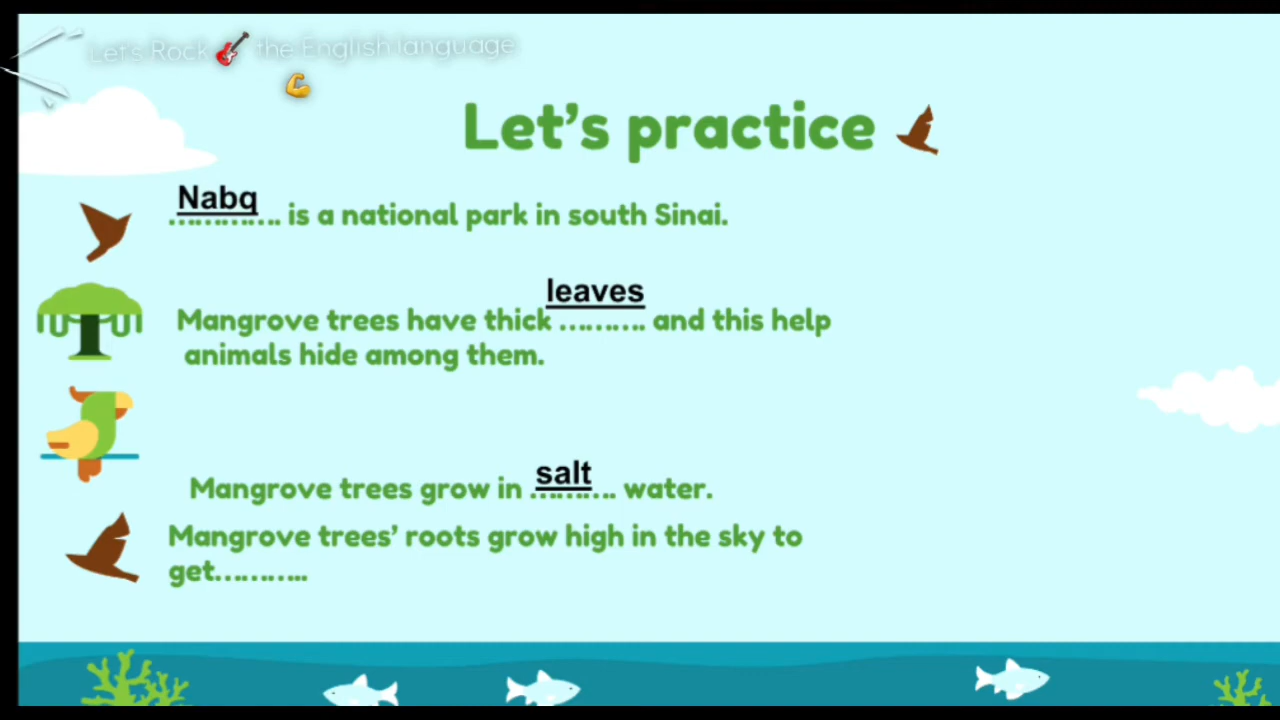 Let's Rock 🎸 the English language
💪
Let's practice
Nabq
………….. is a national park in south Sinai.
leaves
Mangrove trees have thick ………. and this help
animals hide among them.
salt
Mangrove trees grow in ………. water.
Mangrove trees' roots grow high in the sky to
get………..